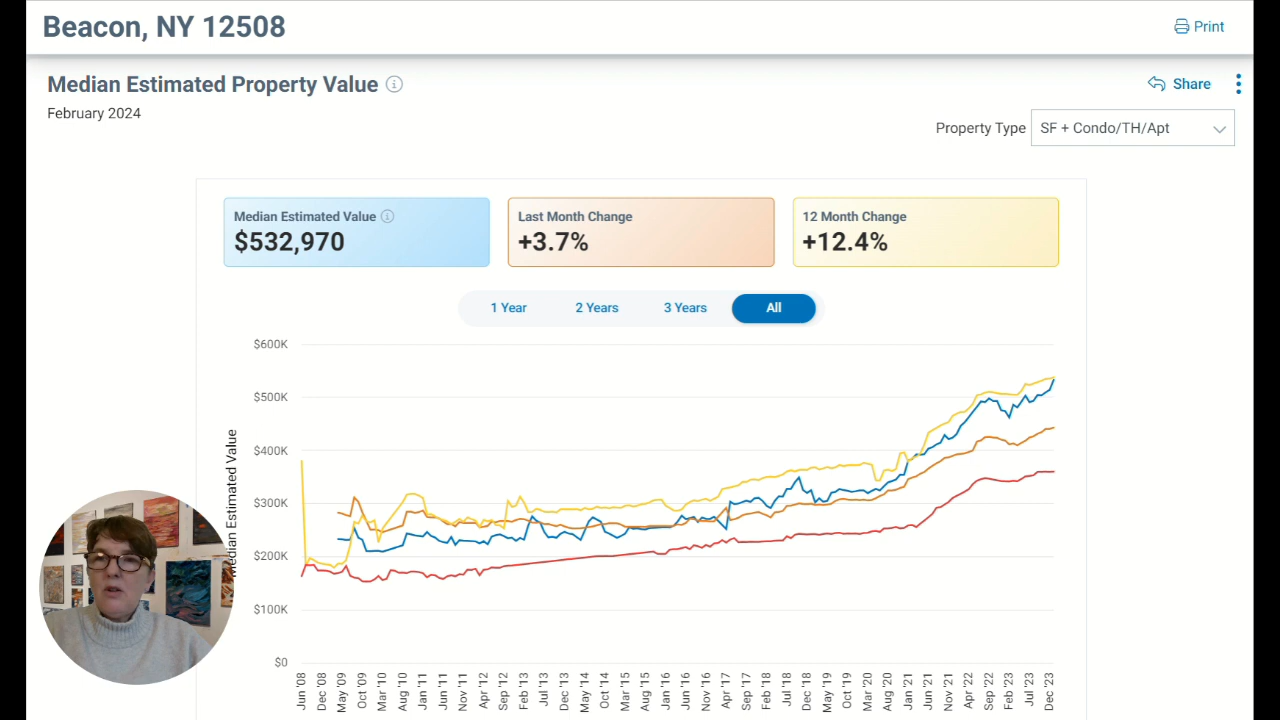 Beacon, NY 12508
Print
Median Estimated Property Value
Share
February 2024
Property Type
SF + Condo/TH/Apt
Median Estimated Value
$532,970
Last Month Change
+3.7%
12 Month Change
+12.4%
1 Year
2 Years
3 Years
All
$600K
$500K
$400K
$300K
$200K
$100K
$0
Median Estimated Value
Jun '08
Dec '08
May '09
Oct '09
Mar '10
Aug '10
Jan '11
Jun '11
Nov '11
Apr '12
Sep '12
Feb '13
Jul '13
Dec '13
May '14
Oct '14
Mar '15
Aug '15
Jan '16
Jun '16
Nov '16
Apr '17
Sep '17
Feb '18
Jul '18
Dec '18
May '19
Oct '19
Mar '20
Aug '20
Jan '21
Jun '21
Nov '21
Apr '22
Sep '22
Feb '23
Jul '23
Dec '23